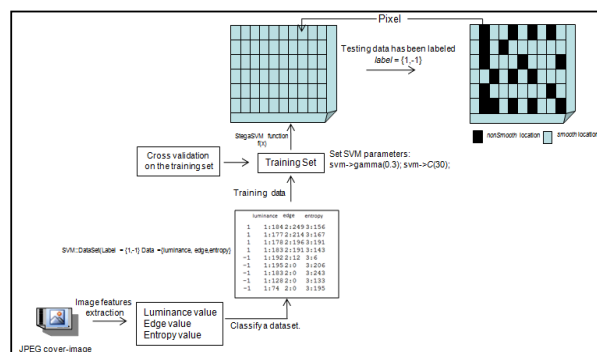 Pixel
Testing data has been labeled
label = {1,-1}
StegaSVM function
f(x)
nonSmooth location
smooth location
Cross validation
on the training set
Training Set
Set SVM parameters:
svm->gamma(0.3); svm->C(30);
Training data
luminance edge entropy
1 1:184 2:249 3:156
1 1:177 2:214 3:167
1 1:178 2:196 3:191
1 1:183 2:191 3:143
-1 1:192 2:12 3:6
-1 1:195 2:0 3:206
-1 1:183 2:0 3:243
-1 1:128 2:0 3:133
-1 1:74 2:0 3:195
SVM::DataSet(Label = {1,-1} Data ={luminance, edge,entropy}
Image features
extraction
Luminance value
Edge value
Entropy value
Classify a dataset.
JPEG cover-image